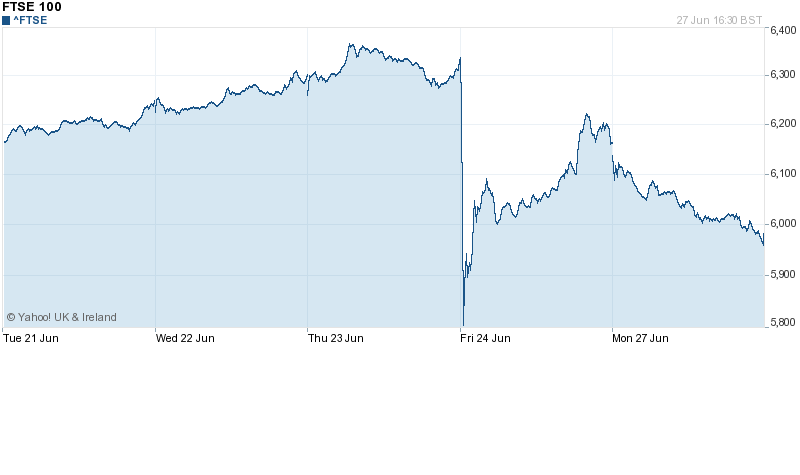 FTSE 100
^FTSE
27 Jun 16:30 BST
6,400
6,300
6,200
6,100
6,000
5,900
5,800
© Yahoo! UK & Ireland
Tue 21 Jun
Wed 22 Jun
Thu 23 Jun
Fri 24 Jun
Mon 27 Jun